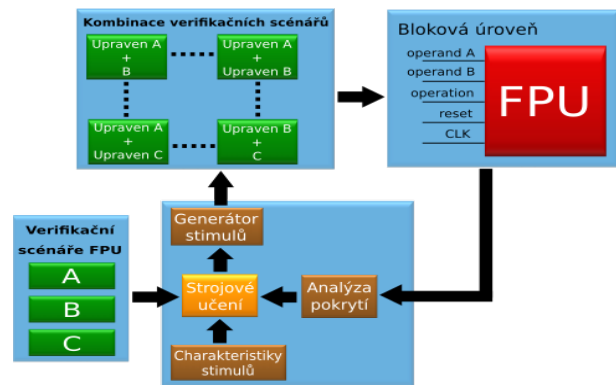 Kombinace verifikačních scénářů
Upraven A
+
B
Upraven A
+
Upraven B
Upraven A
+
Upraven C
Upraven B
+
C
Bloková úroveň
operand A
operand B
operation
reset
CLK
FPU
Verifikační
scénáře FPU
A
B
C
Generátor
stimulů
Strojové
učení
Analýza
pokrytí
Charakteristiky
stimulů